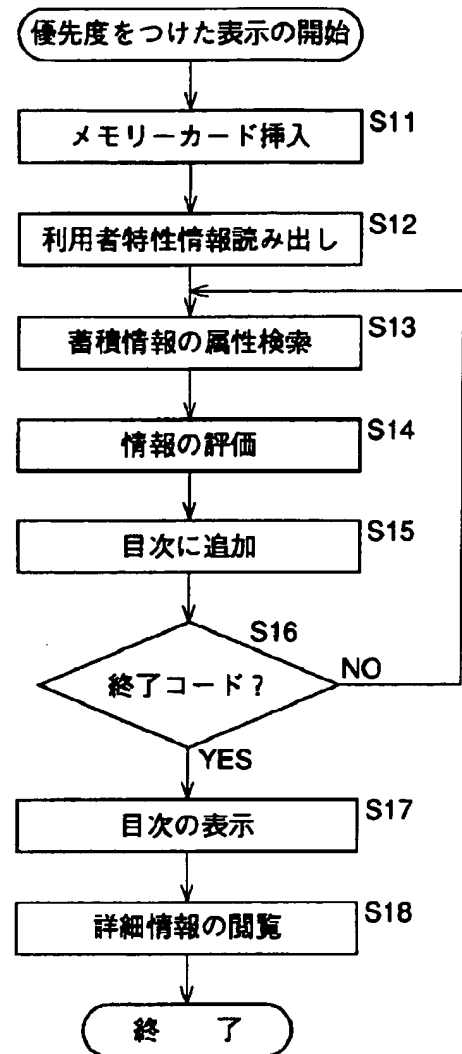 優先度をつけた表示の開始
メモリーカード挿入
S11
利用者特性情報読み出し
S12
蓄積情報の属性検索
S13
情報の評価
S14
目次に追加
S15
S16
終了コード?
NO
YES
目次の表示
S17
詳細情報の閲覧
S18
終 了